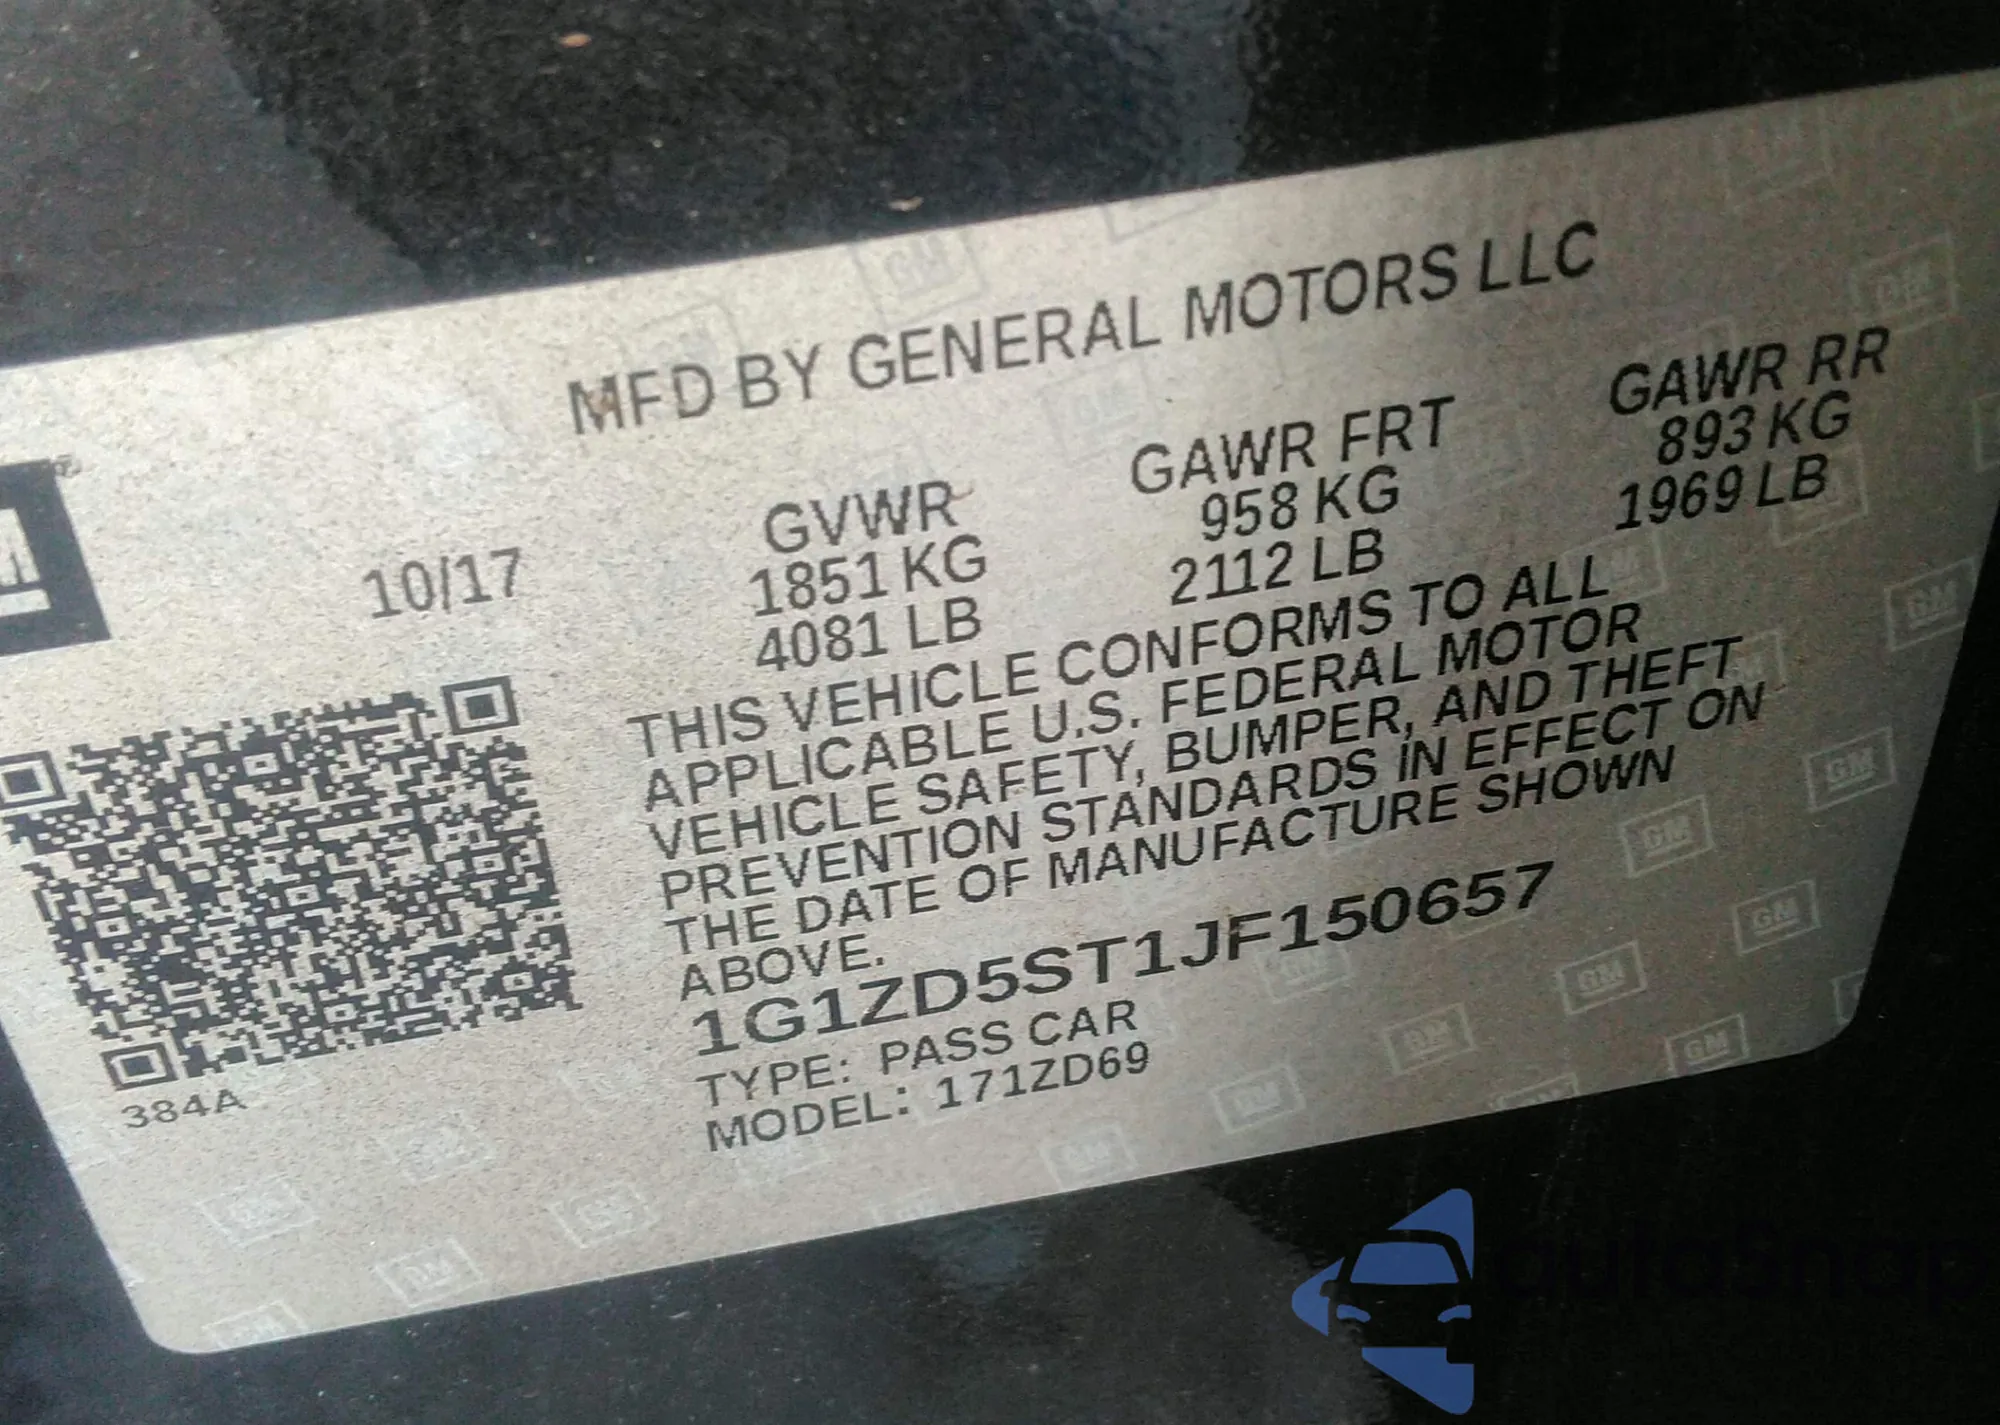 MFD BY GENERAL MOTORS LLC
GVWR GAWR FRT GAWR RR
10/17 1851 KG 958 KG 893 KG
4081 LB 2112 LB 1969 LB
THIS VEHICLE CONFORMS TO ALL
APPLICABLE U.S. FEDERAL MOTOR
VEHICLE SAFETY, BUMPER, AND THEFT
PREVENTION STANDARDS IN EFFECT ON
THE DATE OF MANUFACTURE SHOWN
ABOVE.
1G1ZD5ST1JF150657
TYPE: PASS CAR
MODEL: 171ZD69
384A